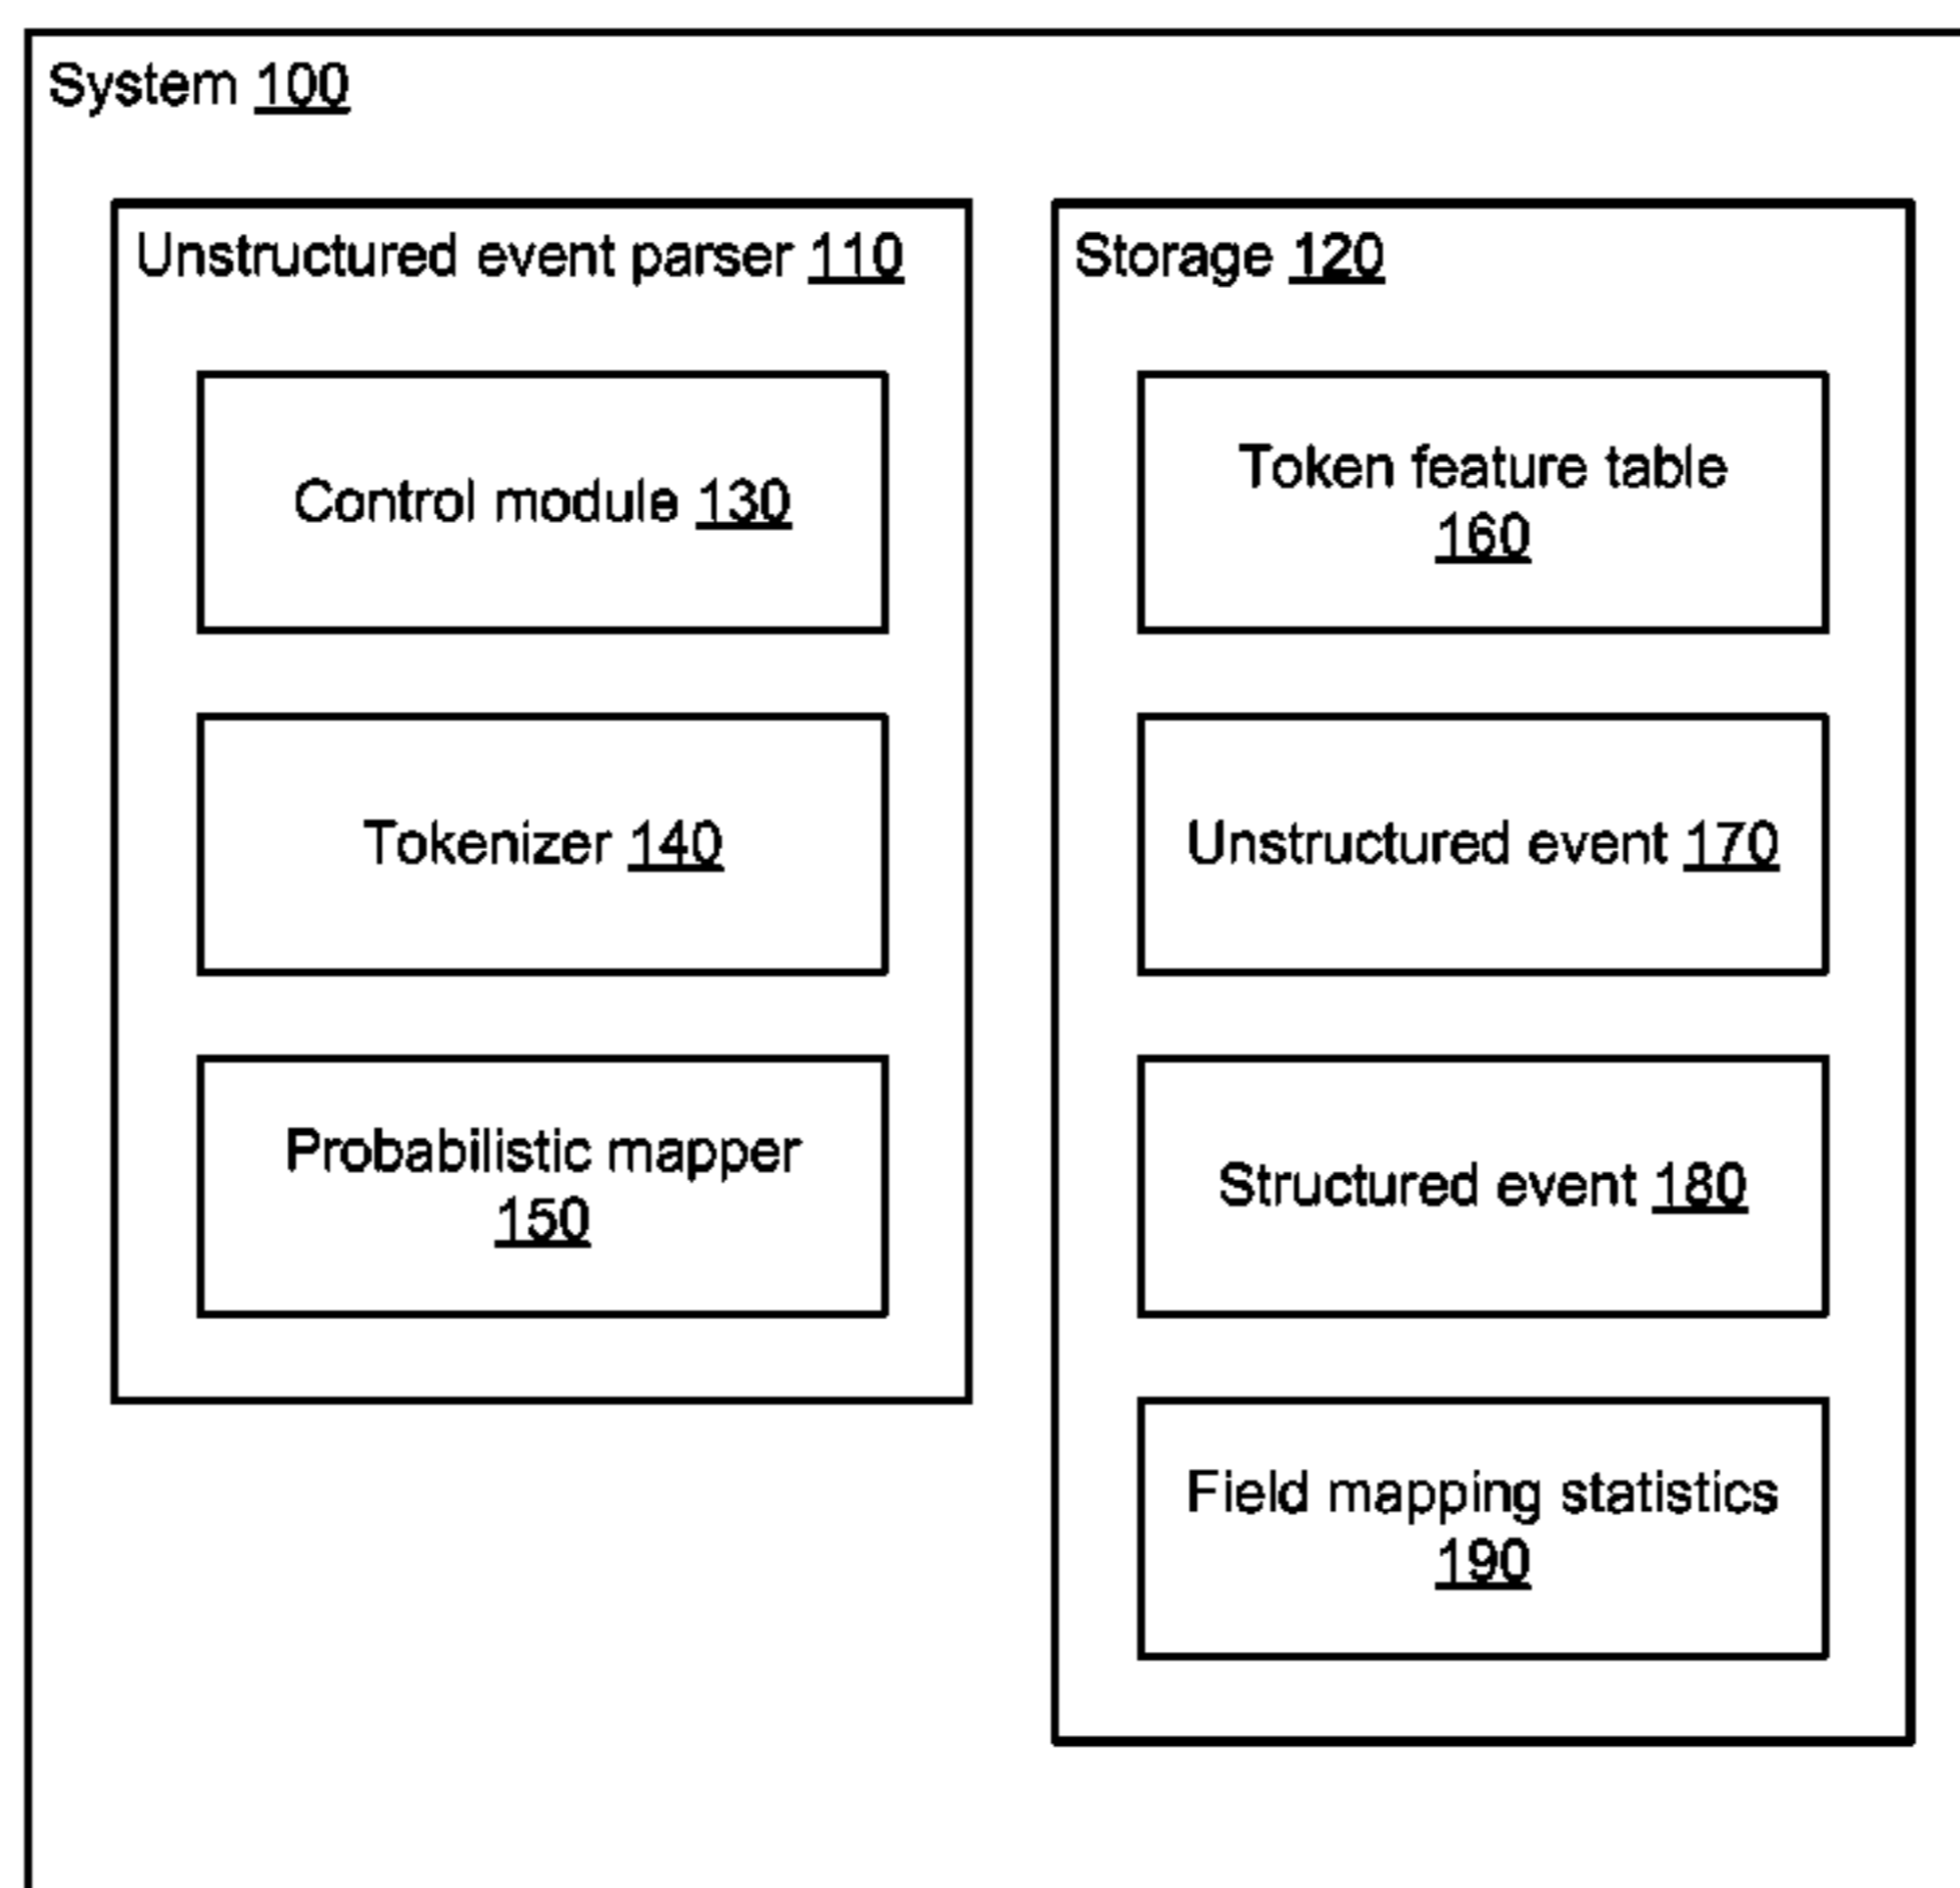 System 100
Unstructured event parser 110
Control module 130
Tokenizer 140
Probabilistic mapper
150
Storage 120
Token feature table
160
Unstructured event 170
Structured event 180
Field mapping statistics
190